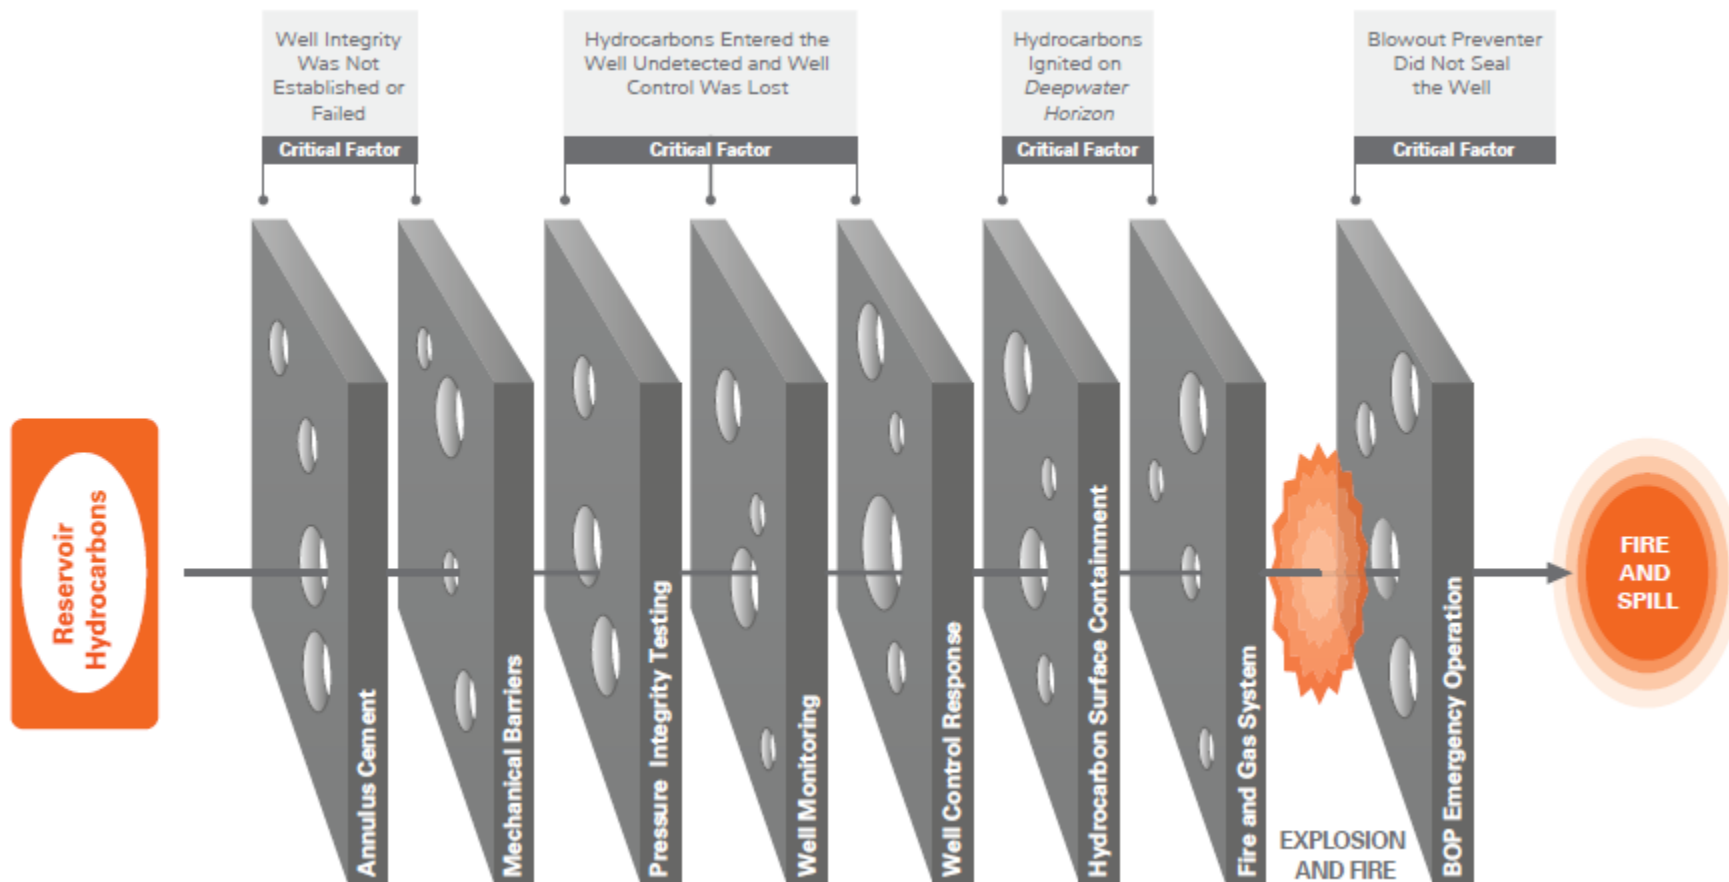 Well Integrity
Was Not
Established or
Failed
Critical Factor
Hydrocarbons Entered the
Well Undetected and Well
Control Was Lost
Critical Factor
Hydrocarbons
Ignited on
Deepwater
Horizon
Critical Factor
Blowout Preventer
Did Not Seal
the Well
Critical Factor
Reservoir
Hydrocarbons
Annulus Cement
Mechanical Barriers
Pressure Integrity Testing
Well Monitoring
Well Control Response
Hydrocarbon Surface Containment
Fire and Gas System
EXPLOSION
AND FIRE
BOP Emergency Operation
FIRE
AND
SPILL